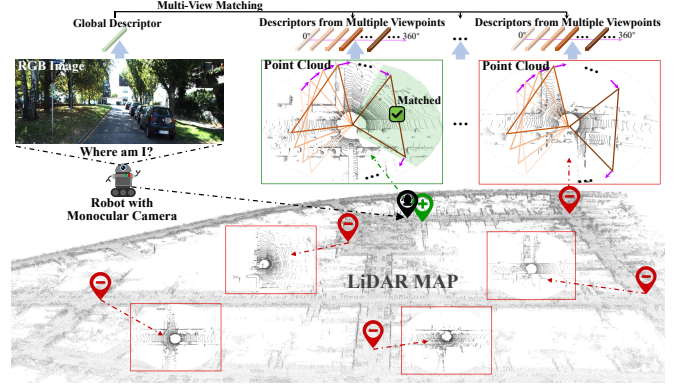 Multi-View Matching
Global Descriptor
Descriptors from Multiple Viewpoints
Descriptors from Multiple Viewpoints
0° 360°
0° 360°
RGB Image
Point Cloud
Point Cloud
Matched
Where am I?
Robot with
Monocular Camera
LiDAR MAP